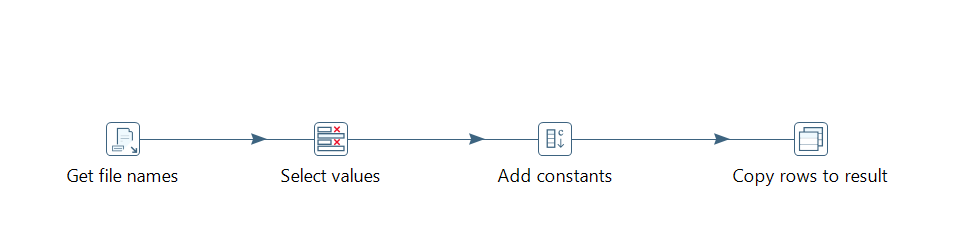 Get file names
Select values
Add constants
Copy rows to result